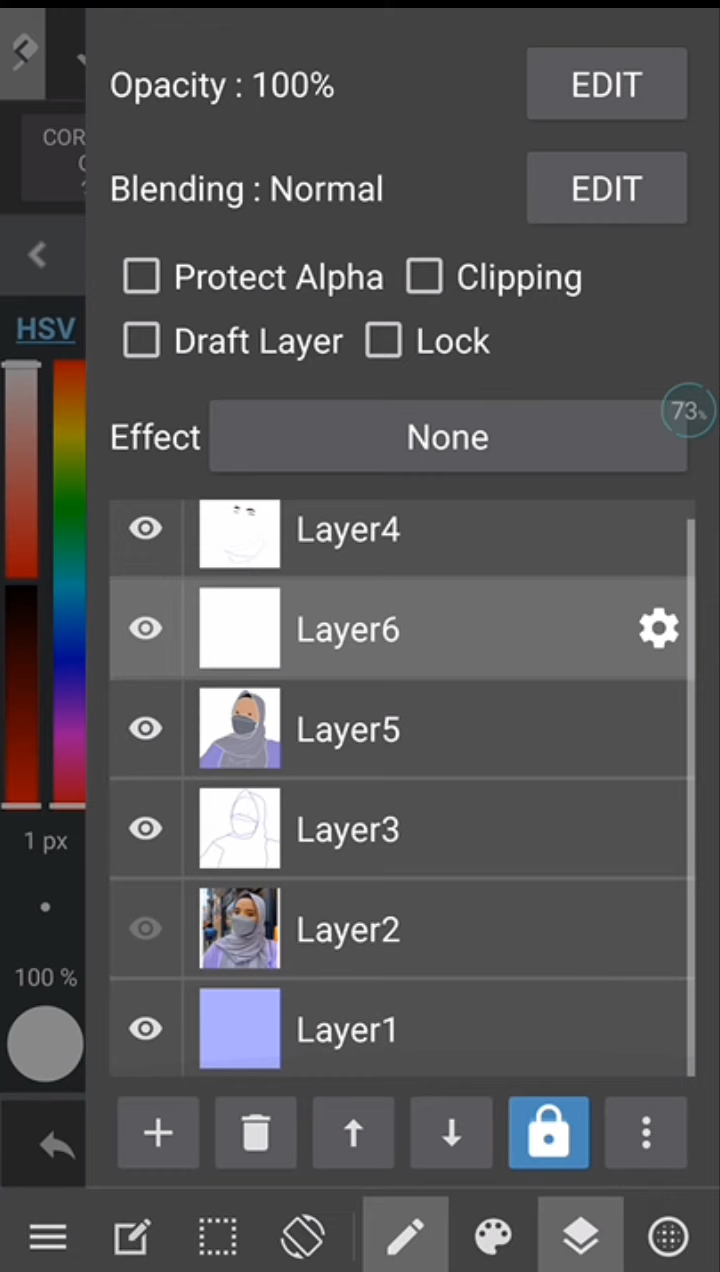 Opacity : 100%
EDIT
COR
Blending : Normal
EDIT
Protect Alpha
Clipping
HSV
Draft Layer
Lock
73%
Effect
None
Layer4
Layer6
Layer5
Layer3
1 px
Layer2
100 %
Layer1